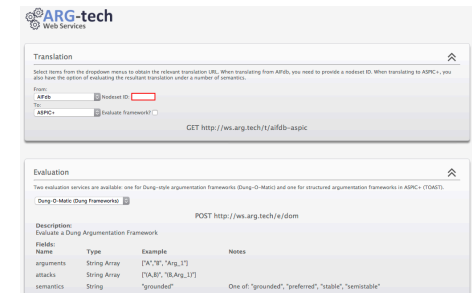 ARG-tech
Web Services
Translation
Select items from the dropdown menus to obtain the relevant translation URL. When translating from AIFdb, you need to provide a nodeset ID. When translating to ASPIC+, you
also have the option of evaluating the resultant translation under a number of semantics.
From:
AIFdb Nodeset ID:
To:
ASPIC+ Evaluate framework?
GET http://ws.arg.tech/t/aifdb-aspic
Evaluation
Two evaluation services are available: one for Dung-style argumentation frameworks (Dung-O-Matic) and one for structured argumentation frameworks in ASPIC+ (TOAST).
Dung-O-Matic (Dung Frameworks)
POST http://ws.arg.tech/e/dom
Description:
Evaluate a Dung Argumentation Framework
Fields:
Name Type Example Notes
arguments String Array ["A","B", "Arg_1"]
attacks String Array ["(A,B)", "(B,Arg_1)"]
semantics String "grounded" One of: "grounded", "preferred", "stable", "semistable"